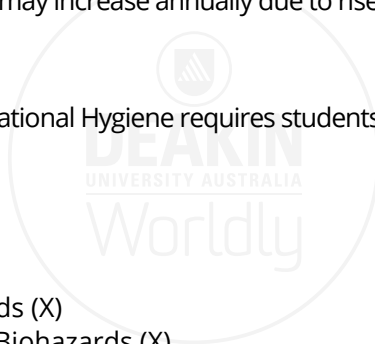 may increase annually due to rise
ational Hygiene requires students
DEAKIN
UNIVERSITY AUSTRALIA
Worldly
ds (X)
Biohazards (X)